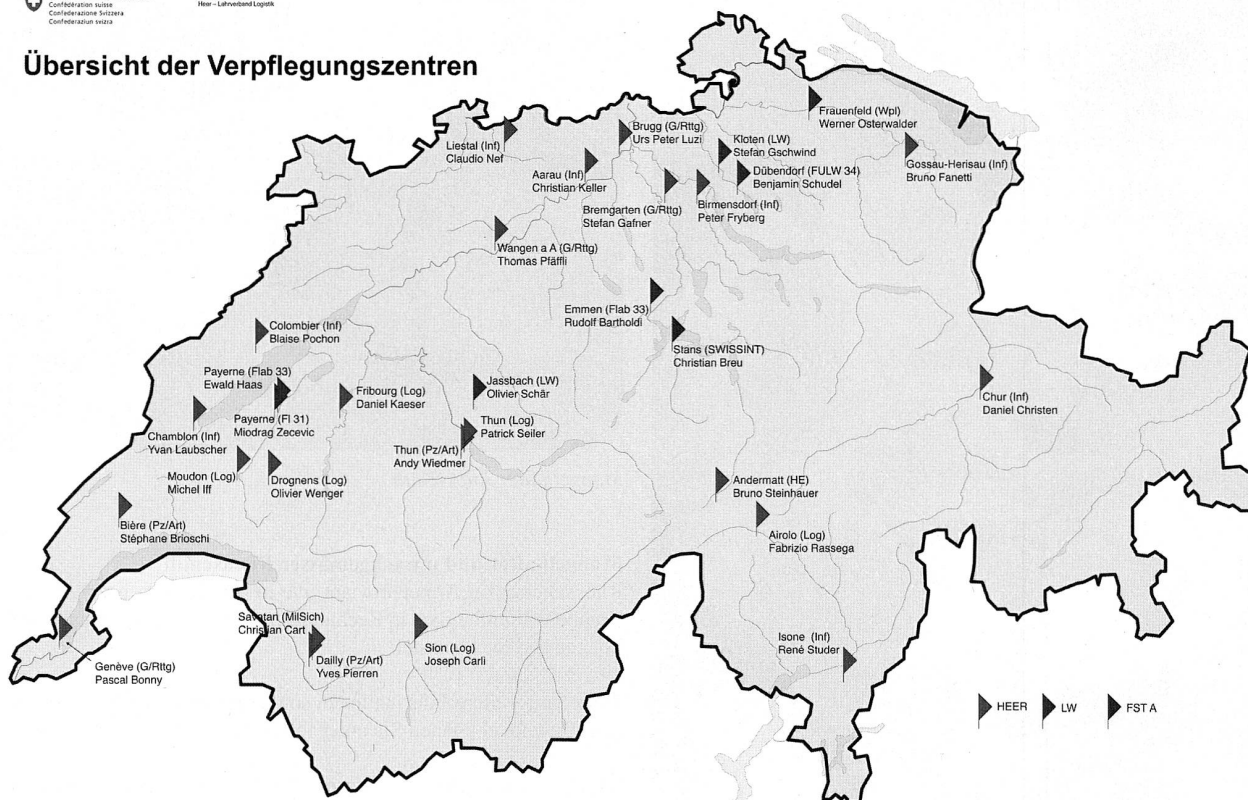 Confédération suisse
Confederazione Svizzera
Confederaziun svizra
Heer – Lehrverband Logistik
Übersicht der Verpflegungszentren
Frauenfeld (Wpl)
Werner Osterwalder
Brugg (G/Rttg)
Urs Peter Luzi
Liestal (Inf)
Claudio Nef
Kloten (LW)
Stefan Gschwind
Gossau-Herisau (Inf)
Bruno Fanetti
Aarau (Inf)
Christian Keller
Dübendorf (FULW 34)
Benjamin Schudel
Bremgarten (G/Rttg)
Stefan Gafner
Birmensdorf (Inf)
Peter Fryberg
Wangen a A (G/Rttg)
Thomas Pfäffli
Emmen (Flab 33)
Rudolf Bartholdi
Colombier (Inf)
Blaise Pochon
Stans (SWISSINT)
Christian Breu
Payerne (Flab 33)
Ewald Haas
Jassbach (LW)
Olivier Schär
Fribourg (Log)
Daniel Kaeser
Chur (Inf)
Daniel Christen
Payerne (Fl 31)
Miodrag Zecevic
Thun (Log)
Patrick Seiler
Chamblon (Inf)
Yvan Laubscher
Thun (Pz/Art)
Andy Wiedmer
Moudon (Log)
Michel Iff
Drognens (Log)
Olivier Wenger
Andermatt (HE)
Bruno Steinhauer
Bière (Pz/Art)
Stéphane Brioschi
Airolo (Log)
Fabrizio Rassega
Savatan (MilSich)
Christian Cart
Isone (Inf)
René Studer
Sion (Log)
Joseph Carli
Dailly (Pz/Art)
Yves Pierren
Genève (G/Rttg)
Pascal Bonny
HEER
LW
FST A